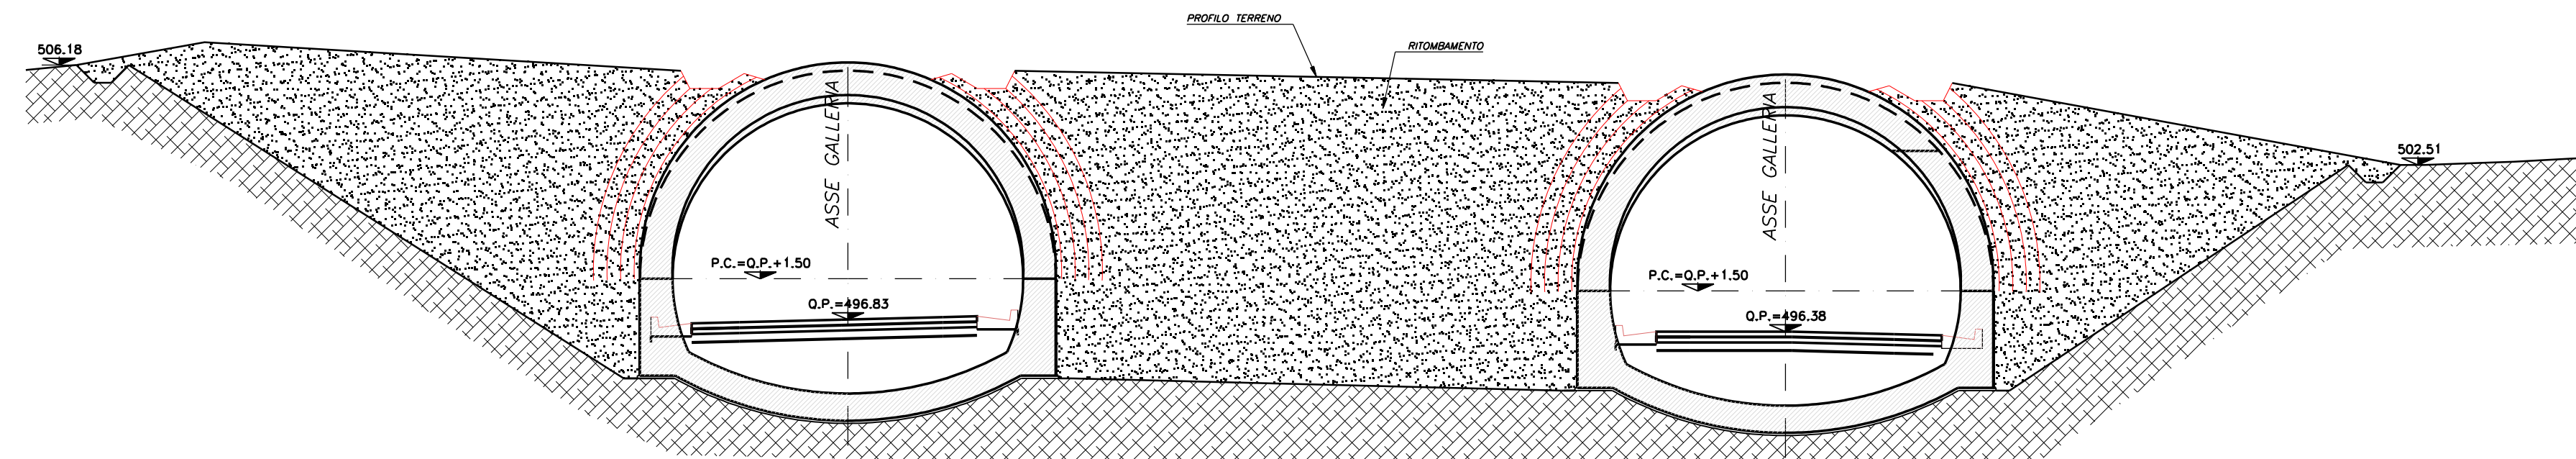 PROFILO TERRENO
RITOMBAMENTO
506.18
502.51
ASSE GALLERIA
P.C.=Q.P.+1.50
Q.P.=496.83
ASSE GALLERIA
P.C.=Q.P.+1.50
Q.P.=496.38